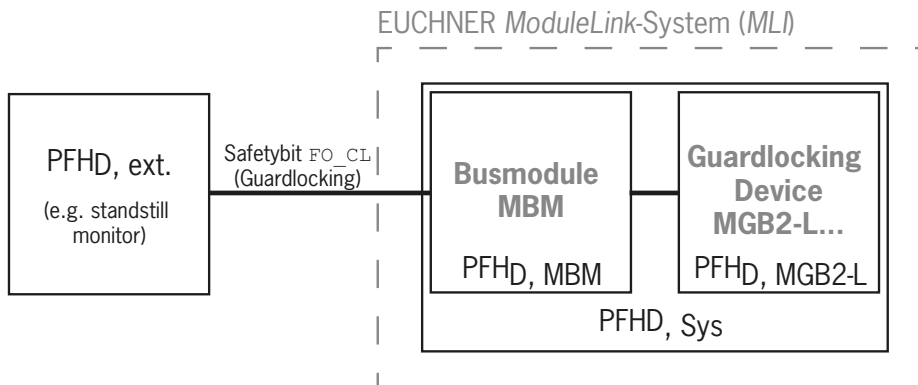 EUCHNER ModuleLink-System (MLI)
PFHD, ext.
(e.g. standstill
monitor)
Safetybit FO_CL
(Guardlocking)
Busmodule
MBM
PFHD, MBM
Guardlocking
Device
MGB2-L...
PFHD, MGB2-L
PFHD, Sys